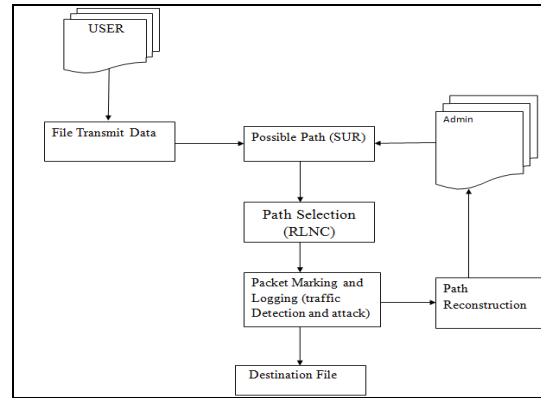 USER
File Transmit Data
Possible Path (SUR)
Admin
Path Selection
(RLNC)
Packet Marking and
Logging (traffic
Detection and attack)
Path
Reconstruction
Destination File